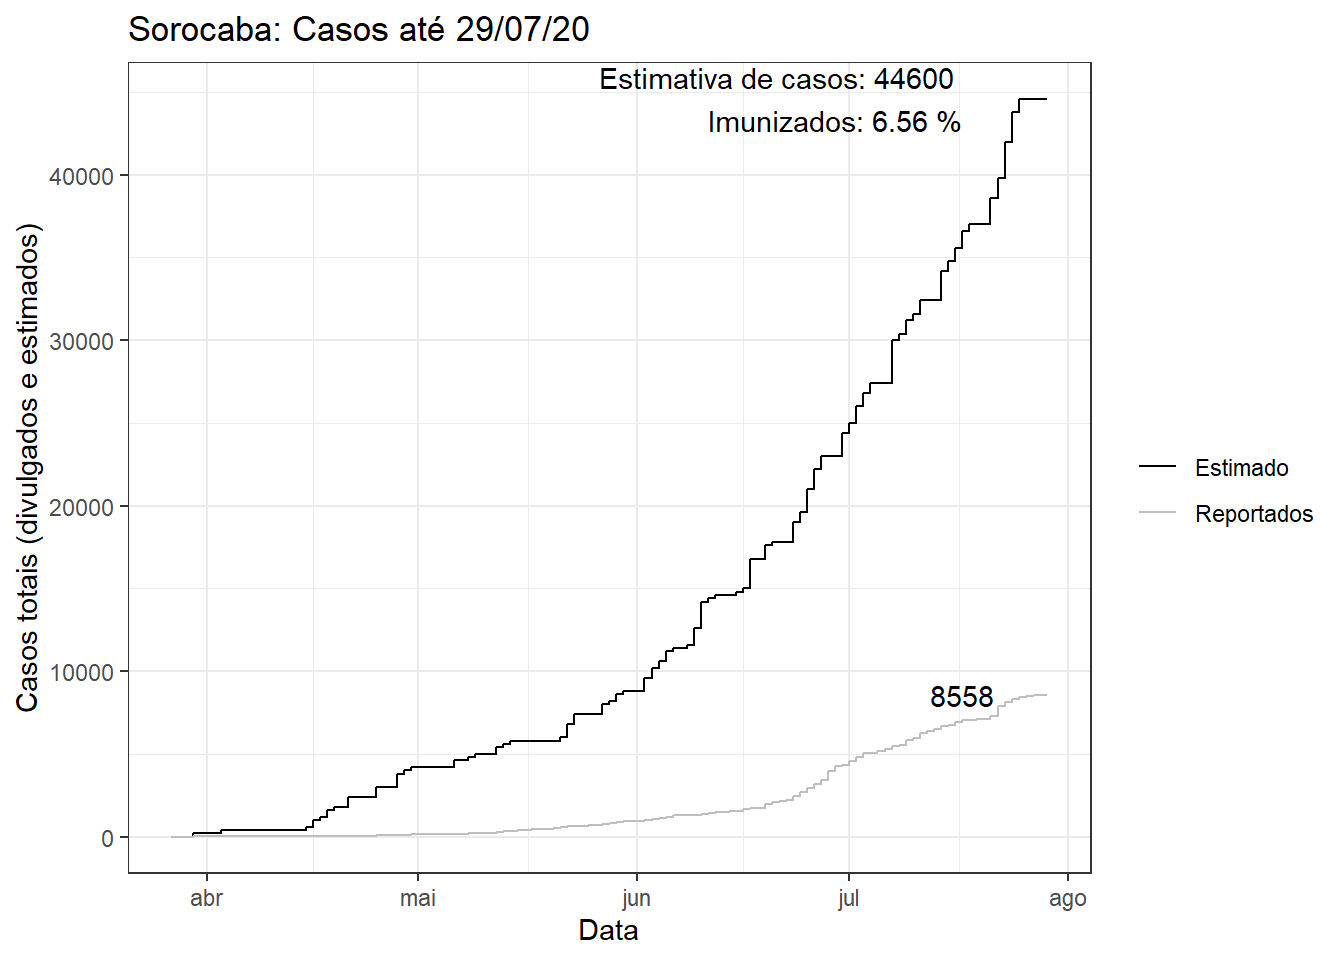 Sorocaba: Casos até 29/07/20
Estimativa de casos: 44600
Imunizados: 6.56 %
Casos totais (divulgados e estimados)
40000
30000
20000
10000
0
8558
Estimado
Reportados
abr mai jun jul ago
Data